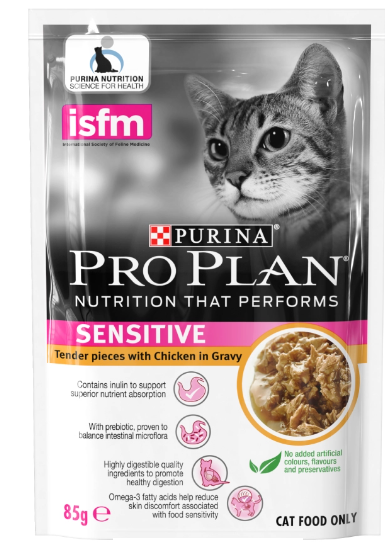 PURINA NUTRITION
SCIENCE FOR HEALTH
isfm
International Society of Feline Medicine
PURINA®
PRO PLAN®
NUTRITION THAT PERFORMS
SENSITIVE
Tender pieces with Chicken in Gravy
Contains inulin to support
superior nutrient absorption
With prebiotic, proven to
balance intestinal microflora
Highly digestible quality
ingredients to promote
healthy digestion
Omega-3 fatty acids help reduce
skin discomfort associated
with food sensitivity
No added artificial
colours, flavours
and preservatives
85g ℮
CAT FOOD ONLY